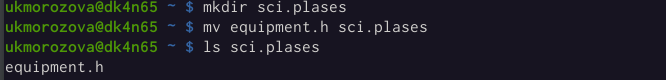 ukmorozova@dk4n65 ~ $ mkdir sci.plases
ukmorozova@dk4n65 ~ $ mv equipment.h sci.plases
ukmorozova@dk4n65 ~ $ ls sci.plases
equipment.h